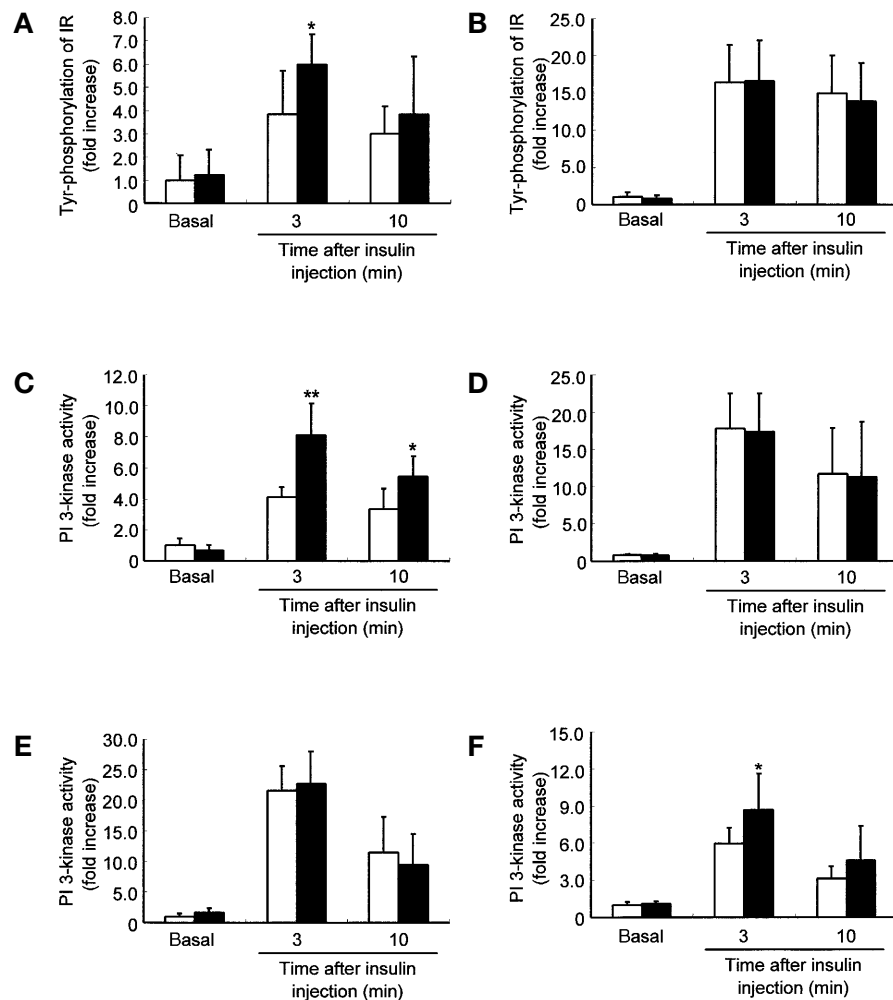 A
Tyr-phosphorylation of IR
(fold increase)
8.0
7.0
6.0
5.0
4.0
3.0
2.0
1.0
0
*
Basal
3
10
Time after insulin
injection (min)
B
Tyr-phosphorylation of IR
(fold increase)
25.0
20.0
15.0
10.0
5.0
0
Basal
3
10
Time after insulin
injection (min)
C
PI 3-kinase activity
(fold increase)
12.0
10.0
8.0
6.0
4.0
2.0
0
**
*
Basal
3
10
Time after insulin
injection (min)
D
PI 3-kinase activity
(fold increase)
25.0
20.0
15.0
10.0
5.0
0
Basal
3
10
Time after insulin
injection (min)
E
PI 3-kinase activity
(fold increase)
30.0
25.0
20.0
15.0
10.0
5.0
0
Basal
3
10
Time after insulin
injection (min)
F
PI 3-kinase activity
(fold increase)
15.0
12.0
9.0
6.0
3.0
0
*
Basal
3
10
Time after insulin
injection (min)